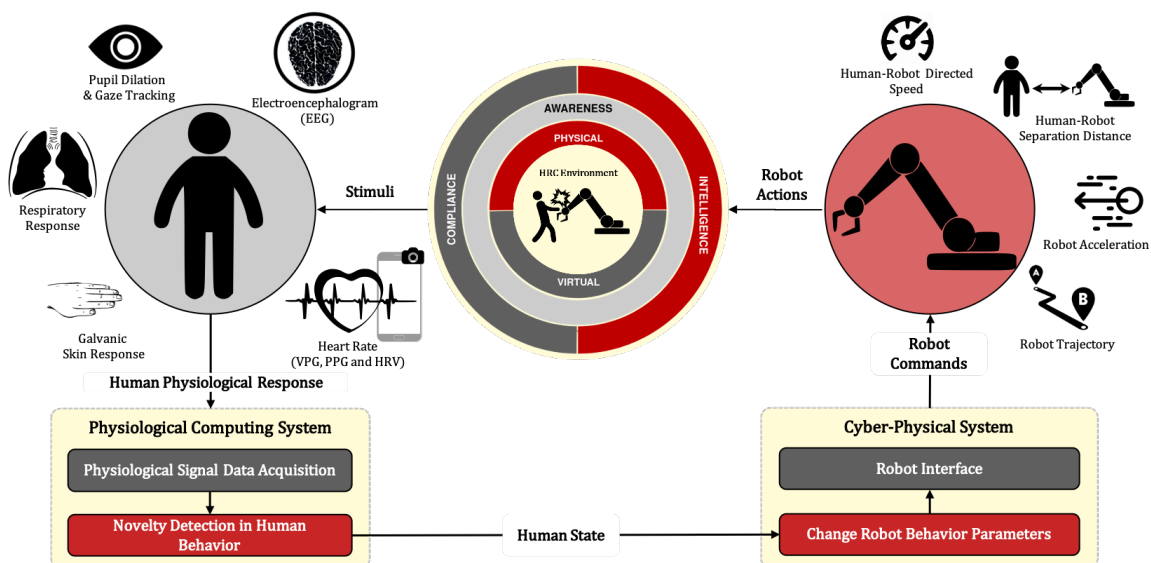 Pupil Dilation
& Gaze Tracking
Electroencephalogram
(EEG)
Respiratory
Response
Galvanic
Skin Response
Heart Rate
(VPG, PPG and HRV)
Stimuli
COMPLIANCE
AWARENESS
PHYSICAL
HRC Environment
VIRTUAL
INTELLIGENCE
Robot
Actions
Human-Robot Directed
Speed
Human-Robot
Separation Distance
Robot Acceleration
A
B
Robot Trajectory
Robot
Commands
Human Physiological Response
Physiological Computing System
Physiological Signal Data Acquisition
Novelty Detection in Human
Behavior
Human State
Cyber-Physical System
Robot Interface
Change Robot Behavior Parameters